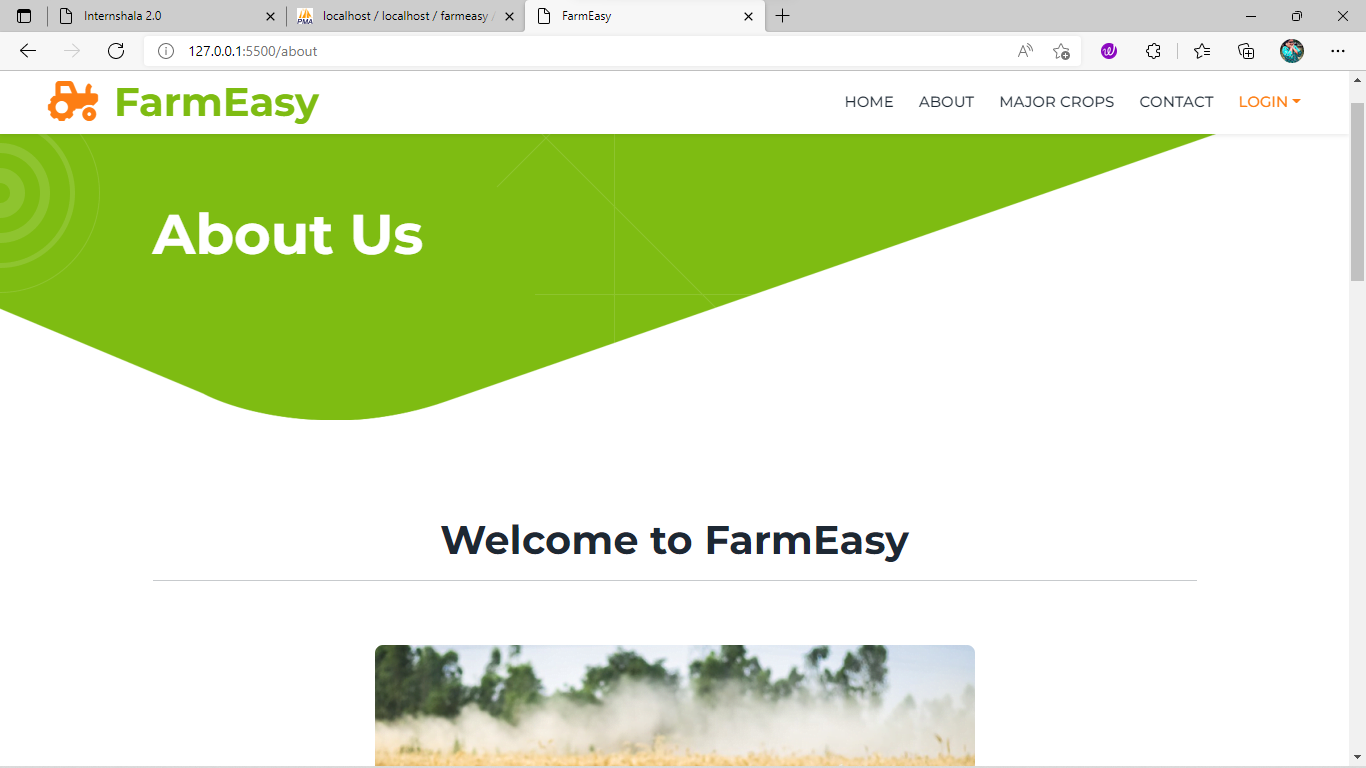 Internshala 2.0
localhost / localhost / farmeasy /
FarmEasy
127.0.0.1:5500/about
FarmEasy
HOME ABOUT MAJOR CROPS CONTACT LOGIN
About Us
Welcome to FarmEasy